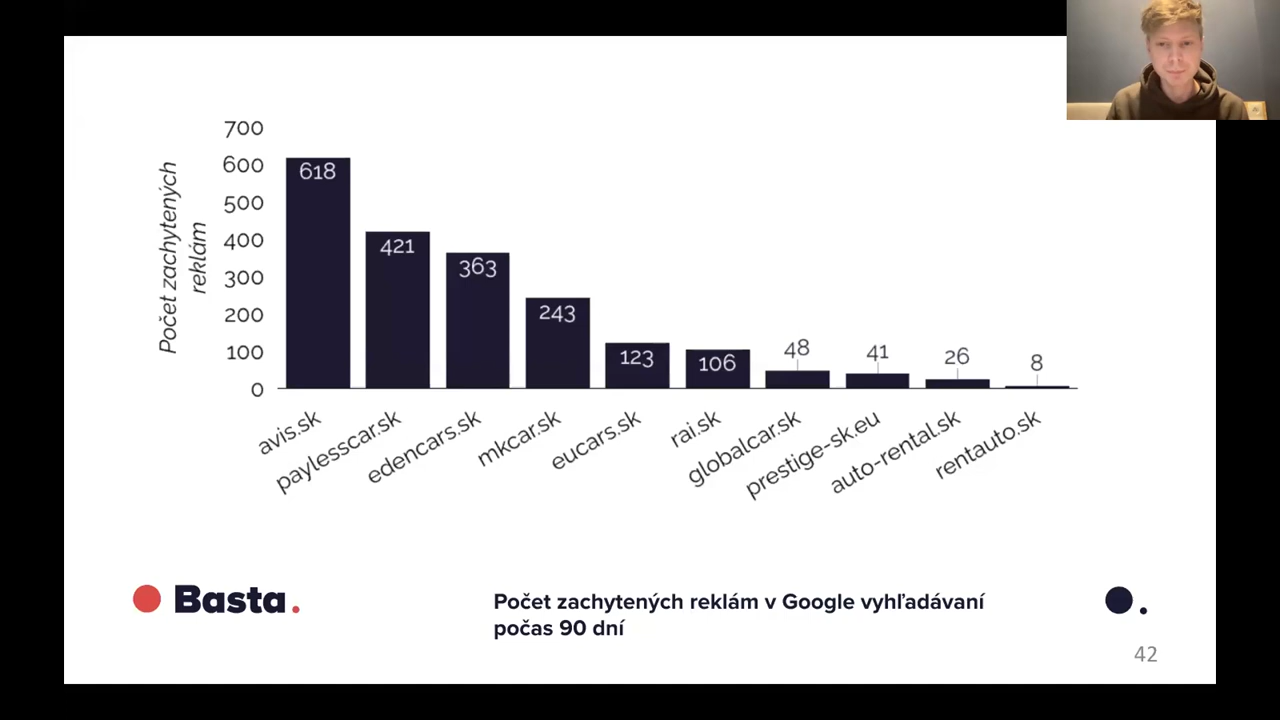 Počet zachytených
reklám
700
600
500
400
300
200
100
0
618
421
363
243
123
106
48
41
26
8
avis.sk
paylesscar.sk
edencars.sk
mkcar.sk
eucars.sk
rai.sk
globalcar.sk
prestige-sk.eu
auto-rental.sk
rentauto.sk
Basta.
Počet zachytených reklám v Google vyhľadávaní
počas 90 dní
42